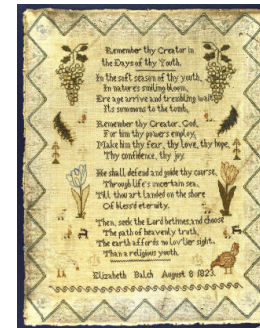 Remember thy Creator in
the Days of thy Youth.
In the soft season of thy youth,
In nature's smiling bloom,
Ere age arrive and trembling wait
Its summons to the tomb,
Remember thy Creator, God,
For him thy powers employ,
Make him thy fear, thy love, thy hope,
Thy confidence, thy joy.
He shall defend and guide thy course,
Through life's uncertain sea,
Till thou art landed on the shore
Of blessed eternity.
Then, seek the Lord betimes, and choose
The path of heavenly truth,
The earth affords no lovlier sight,
Than a religious youth.
Elizabeth Balch August 8 1823.